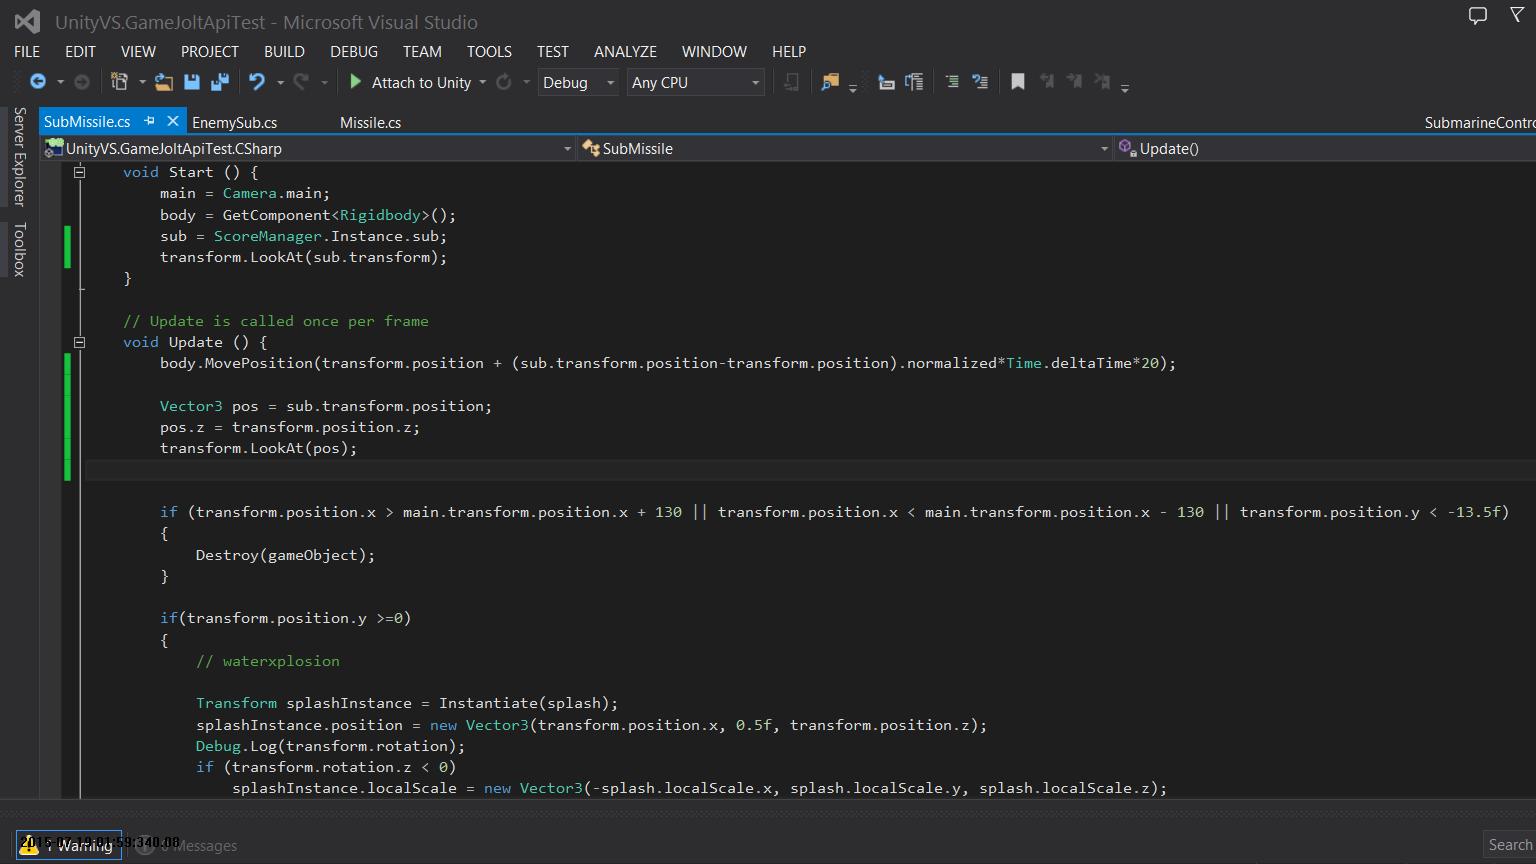 UnityVS.GameJoltApiTest - Microsoft Visual Studio
FILE EDIT VIEW PROJECT BUILD DEBUG TEAM TOOLS TEST ANALYZE WINDOW HELP
Attach to Unity Debug Any CPU
Server Explorer
Toolbox
SubMissile.cs EnemySub.cs Missile.cs SubmarineContro
UnityVS.GameJoltApiTest.CSharp SubMissile Update()
void Start () {
main = Camera.main;
body = GetComponent<Rigidbody>();
sub = ScoreManager.Instance.sub;
transform.LookAt(sub.transform);
}
// Update is called once per frame
void Update () {
body.MovePosition(transform.position + (sub.transform.position-transform.position).normalized*Time.deltaTime*20);
Vector3 pos = sub.transform.position;
pos.z = transform.position.z;
transform.LookAt(pos);
if (transform.position.x > main.transform.position.x + 130 || transform.position.x < main.transform.position.x - 130 || transform.position.y < -13.5f)
{
Destroy(gameObject);
}
if(transform.position.y >=0)
{
// waterxplosion
Transform splashInstance = Instantiate(splash);
splashInstance.position = new Vector3(transform.position.x, 0.5f, transform.position.z);
Debug.Log(transform.rotation);
if (transform.rotation.z < 0)
splashInstance.localScale = new Vector3(-splash.localScale.x, splash.localScale.y, splash.localScale.z);
1 Warning 0 Messages
Search